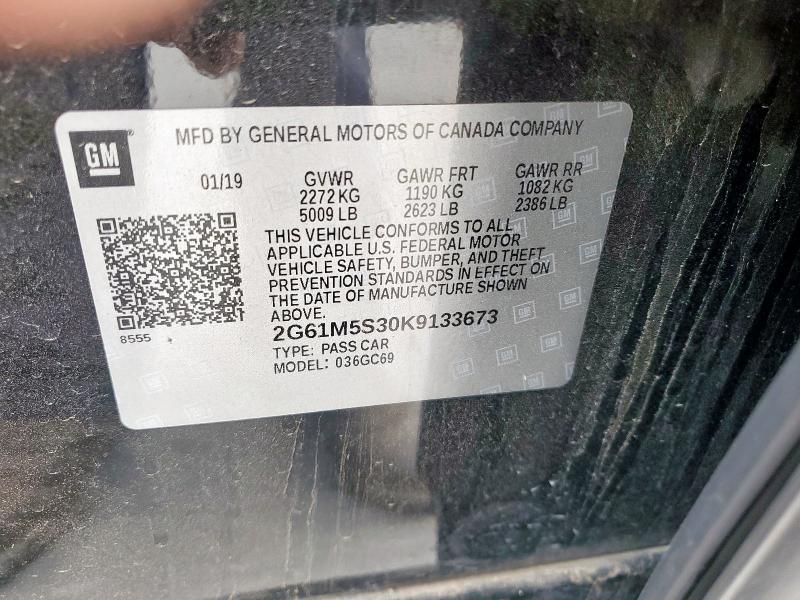 GM
MFD BY GENERAL MOTORS OF CANADA COMPANY
01/19 GVWR GAWR FRT GAWR RR
2272 KG 1190 KG 1082 KG
5009 LB 2623 LB 2386 LB
THIS VEHICLE CONFORMS TO ALL
APPLICABLE U.S. FEDERAL MOTOR
VEHICLE SAFETY, BUMPER, AND THEFT
PREVENTION STANDARDS IN EFFECT ON
THE DATE OF MANUFACTURE SHOWN
ABOVE.
8555
2G61M5S30K9133673
TYPE: PASS CAR
MODEL: 036GC69